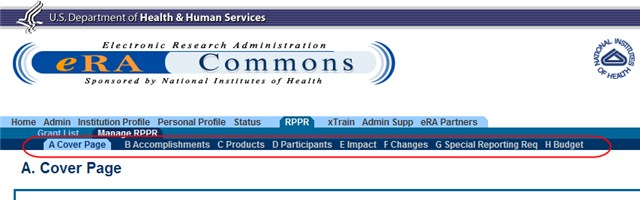 U.S. Department of Health & Human Services
Electronic Research Administration
eRA Commons
Sponsored by National Institutes of Health
NATIONAL INSTITUTES OF HEALTH
Home Admin Institution Profile Personal Profile Status RPPR xTrain Admin Supp eRA Partners
Grant List Manage RPPR
A Cover Page B Accomplishments C Products D Participants E Impact F Changes G Special Reporting Req H Budget
A. Cover Page